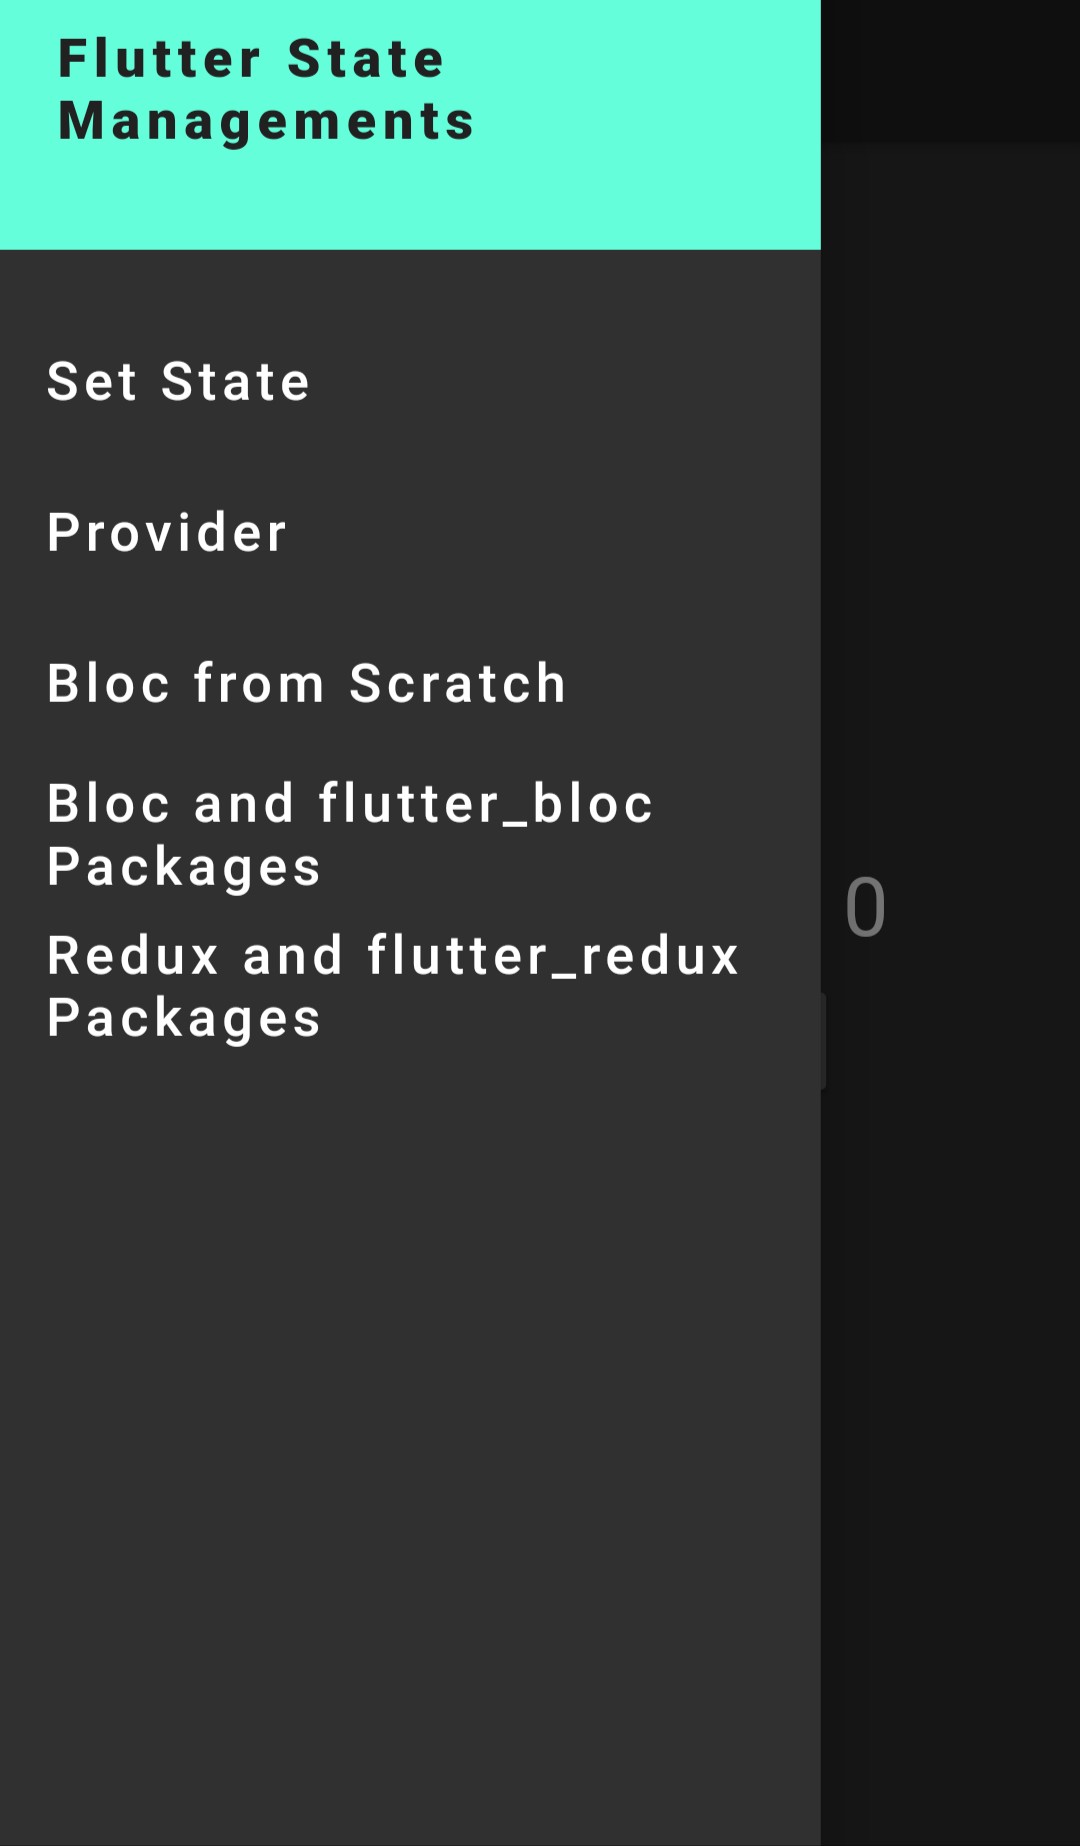 Flutter State
Managements
Set State
Provider
Bloc from Scratch
Bloc and flutter_bloc
Packages
0
Redux and flutter_redux
Packages